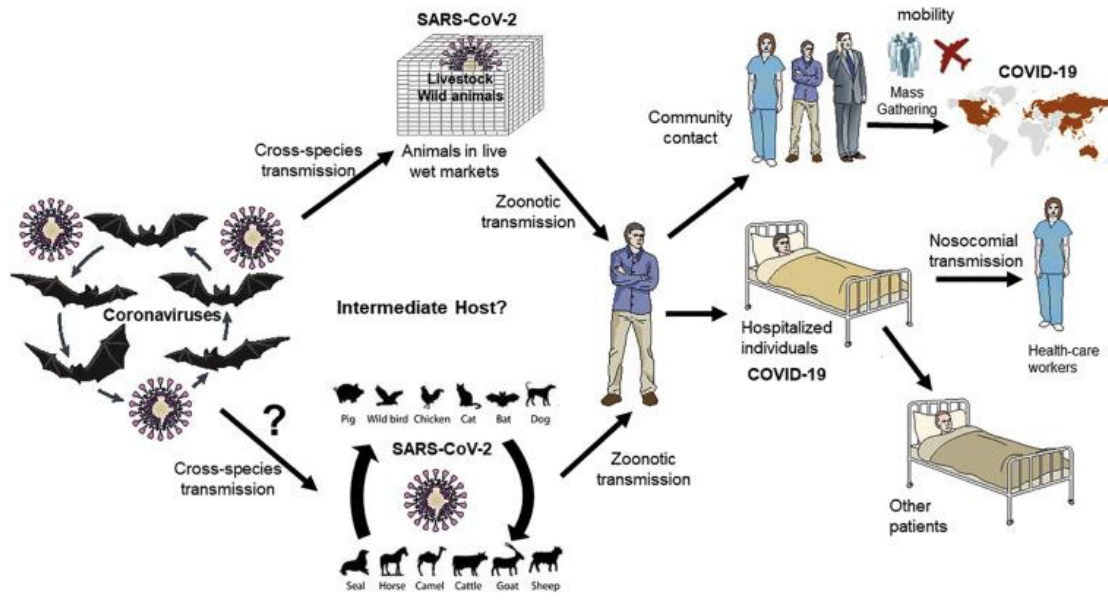 SARS-CoV-2
Livestock
Wild animals
Animals in live
wet markets
Cross-species
transmission
Zoonotic
transmission
Coronaviruses
Intermediate Host?
?
Cross-species
transmission
Pig Wild bird Chicken Cat Bat Dog
SARS-CoV-2
Seal Horse Camel Cattle Goat Sheep
Zoonotic
transmission
Community
contact
mobility
Mass
Gathering
COVID-19
Hospitalized
individuals
COVID-19
Nosocomial
transmission
Health-care
workers
Other
patients